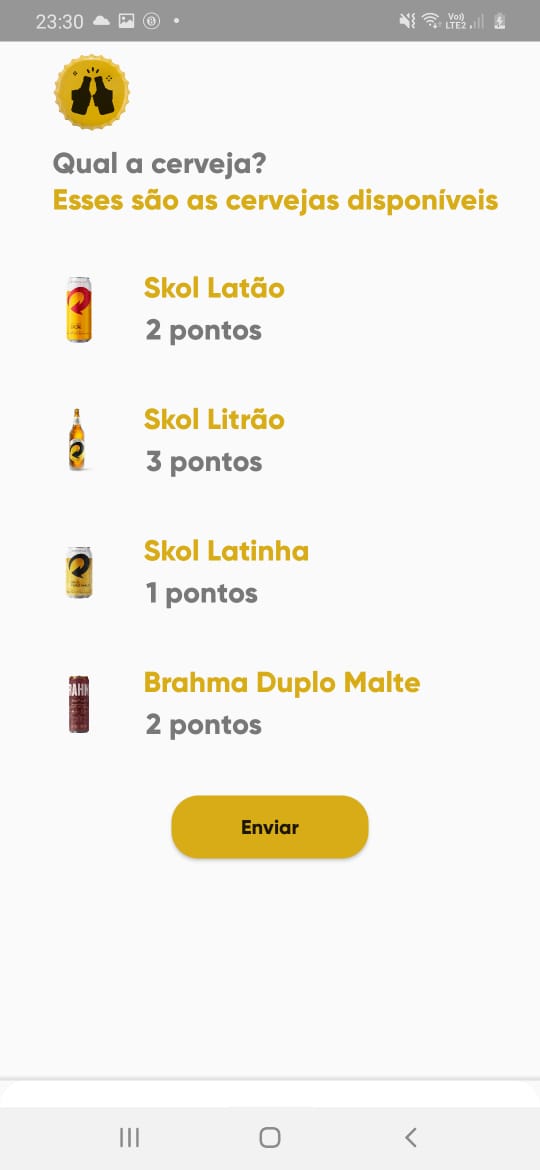 23:30
Vo))
LTE2
Qual a cerveja?
Esses são as cervejas disponíveis
Skol Latão
2 pontos
Skol Litrão
3 pontos
Skol Latinha
1 pontos
Brahma Duplo Malte
2 pontos
Enviar